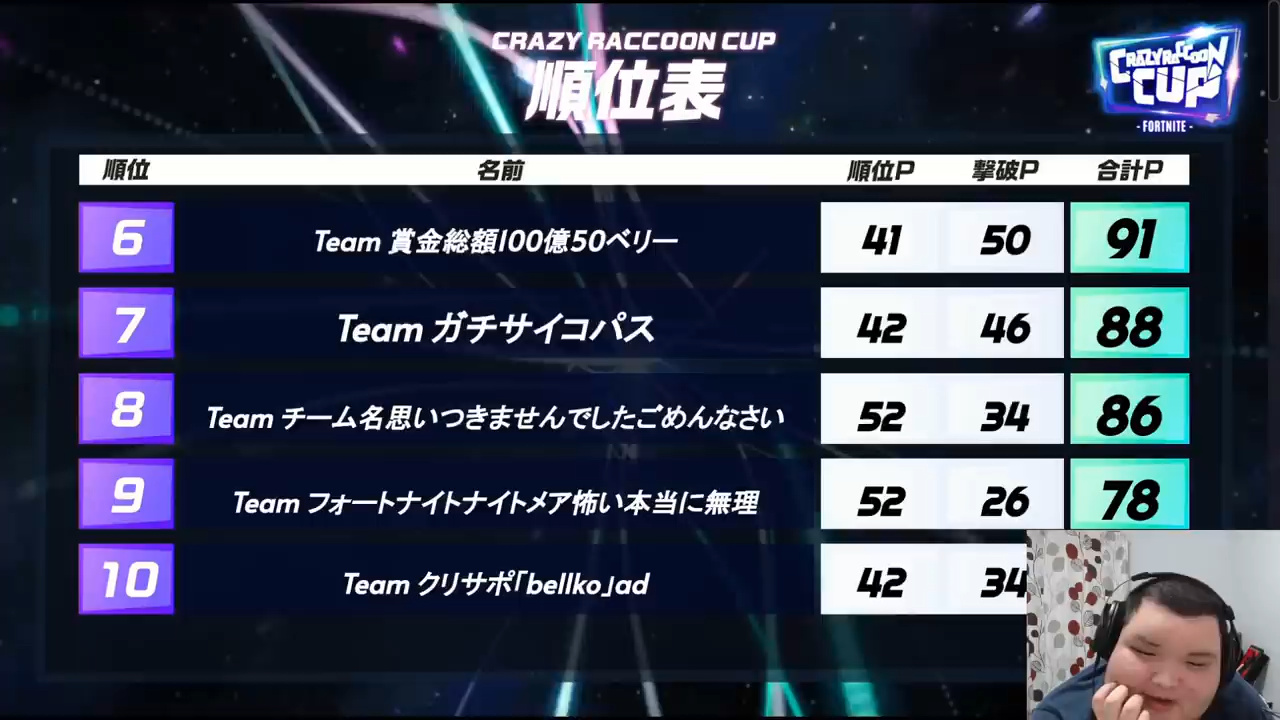 CRAZY RACCOON CUP
順位表
CRAZY RACCOON
CUP
- FORTNITE -
順位 名前 順位P 撃破P 合計P
6 Team 賞金総額100億50ベリー 41 50 91
7 Team ガチサイコパス 42 46 88
8 Team チーム名思いつきませんでしたごめんなさい 52 34 86
9 Team フォートナイトナイトメア怖い本当に無理 52 26 78
10 Team クリサポ「bellko」ad 42 34